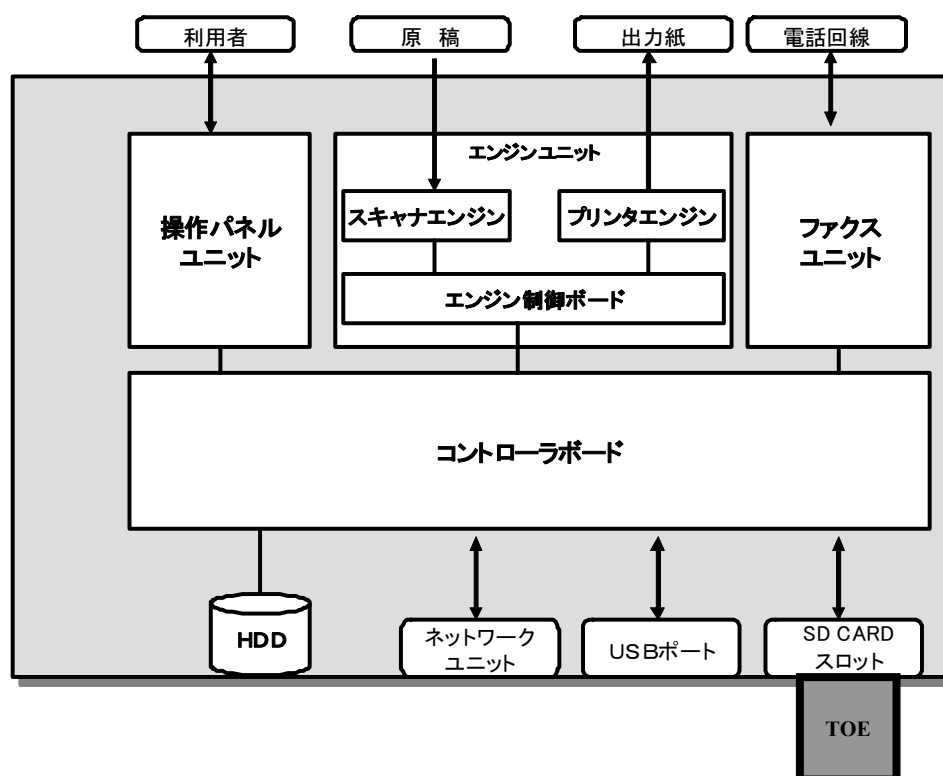 利用者
原 稿
出力紙
電話回線
エンジンユニット
操作パネル
ユニット
スキャナエンジン
プリンタエンジン
ファクス
ユニット
エンジン制御ボード
コントローラボード
HDD
ネットワーク
ユニット
USBポート
SD CARD
スロット
TOE